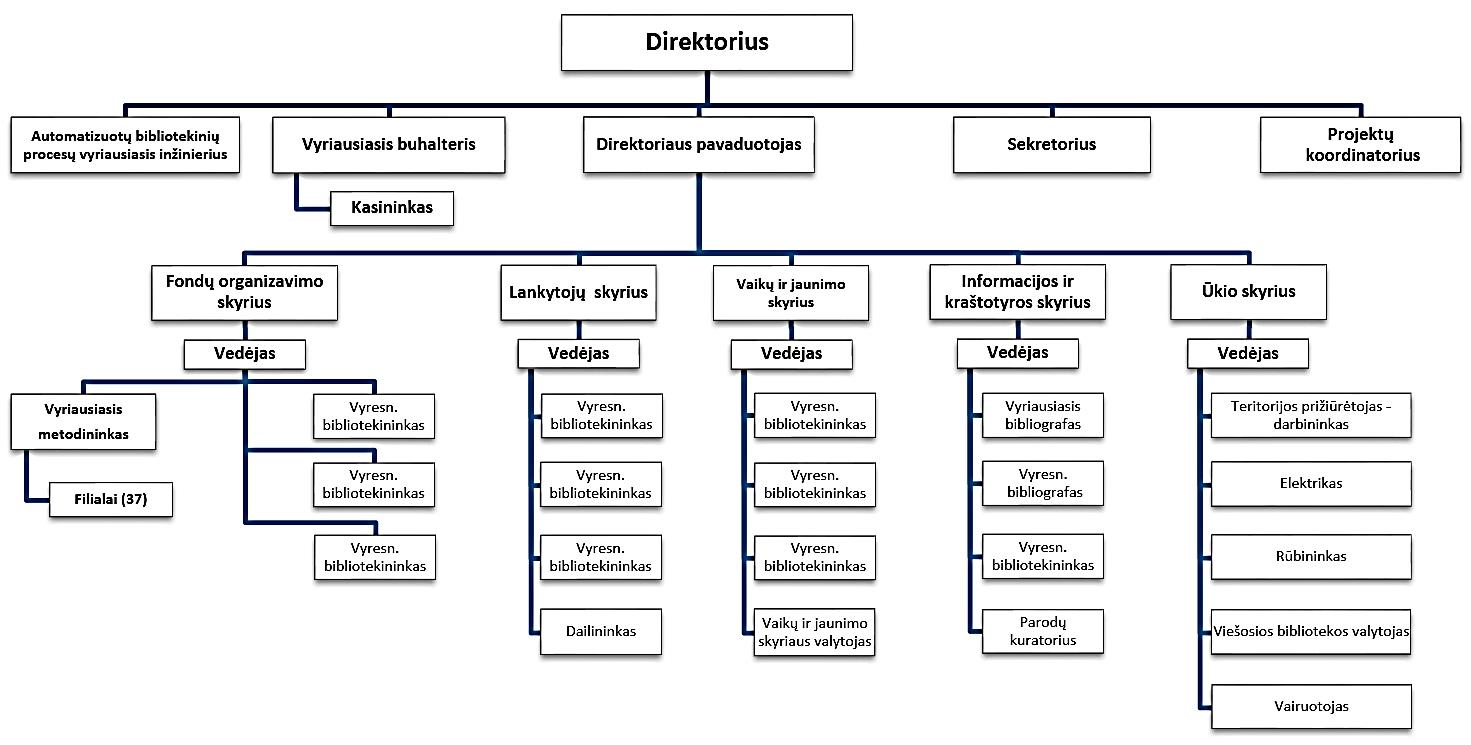 Direktorius
Automatizuotų bibliotekinių
procesų vyriausiasis inžinierius
Vyriausiasis buhalteris
Direktoriaus pavaduotojas
Sekretorius
Projektų
koordinatorius
Kasininkas
Fondų organizavimo
skyrius
Lankytojų skyrius
Vaikų ir jaunimo
skyrius
Informacijos ir
kraštotyros skyrius
Ūkio skyrius
Vedėjas
Vedėjas
Vedėjas
Vedėjas
Vedėjas
Vyriausiasis
metodininkas
Filialai (37)
Vyresn.
bibliotekininkas
Vyresn.
bibliotekininkas
Vyresn.
bibliotekininkas
Vyresn.
bibliotekininkas
Vyresn.
bibliotekininkas
Vyresn.
bibliotekininkas
Dailininkas
Vyresn.
bibliotekininkas
Vyresn.
bibliotekininkas
Vyresn.
bibliotekininkas
Vaikų ir jaunimo
skyriaus valytojas
Vyriausiasis
bibliografas
Vyresn.
bibliografas
Vyresn.
bibliotekininkas
Parodų
kuratorius
Teritorijos prižiūrėtojas -
darbininkas
Elektrikas
Rūbininkas
Viešosios bibliotekos valytojas
Vairuotojas